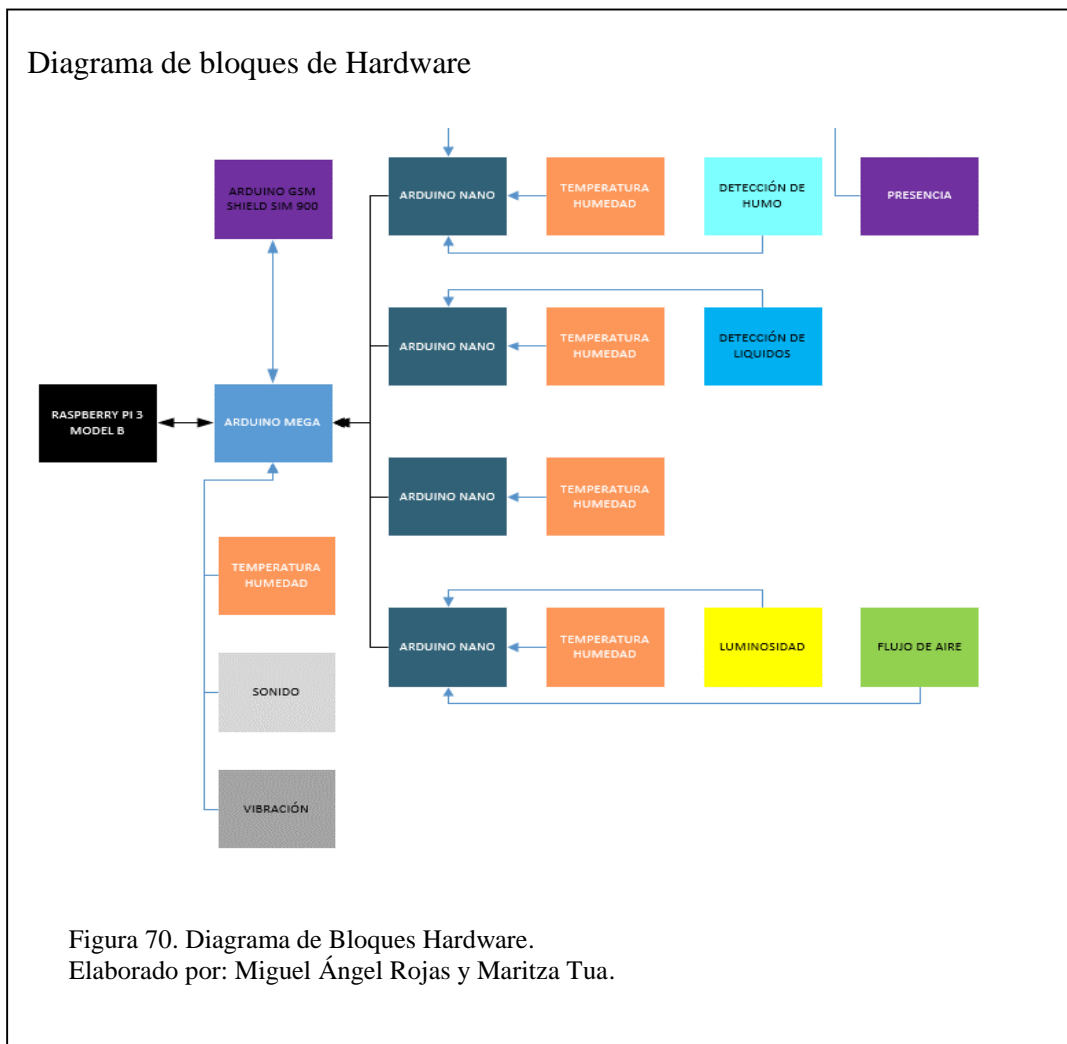 Diagrama de bloques de Hardware
ARDUINO GSM
SHIELD SIM 900
ARDUINO NANO
TEMPERATURA
HUMEDAD
DETECCIÓN DE
HUMO
PRESENCIA
ARDUINO NANO
TEMPERATURA
HUMEDAD
DETECCIÓN DE
LIQUIDOS
RASPBERRY PI 3
MODEL B
ARDUINO MEGA
ARDUINO NANO
TEMPERATURA
HUMEDAD
TEMPERATURA
HUMEDAD
ARDUINO NANO
TEMPERATURA
HUMEDAD
LUMINOSIDAD
FLUJO DE AIRE
SONIDO
VIBRACIÓN
Figura 70. Diagrama de Bloques Hardware.
Elaborado por: Miguel Ángel Rojas y Maritza Tua.